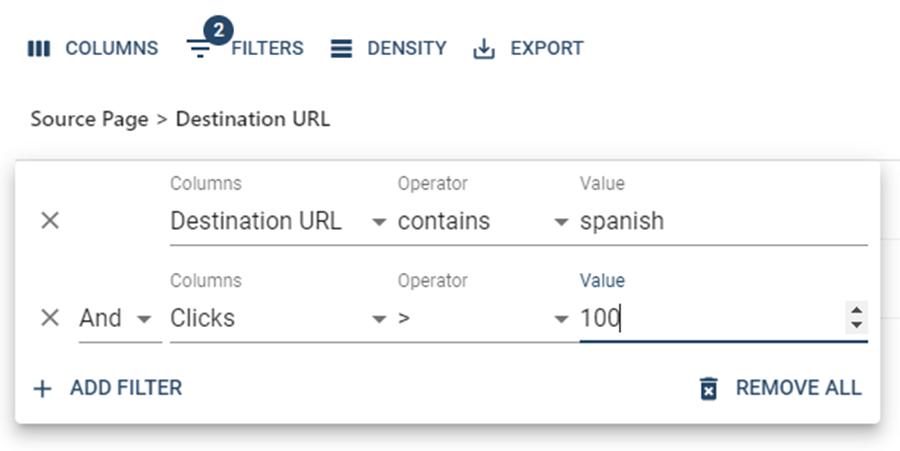 COLUMNS 2 FILTERS DENSITY EXPORT
Source Page > Destination URL
Columns Operator Value
Destination URL contains spanish
Columns Operator Value
And Clicks > 100
+ ADD FILTER REMOVE ALL